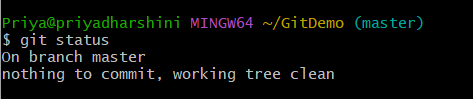 Priya@priyadharshini MINGW64 ~/GitDemo (master)
$ git status
On branch master
nothing to commit, working tree clean